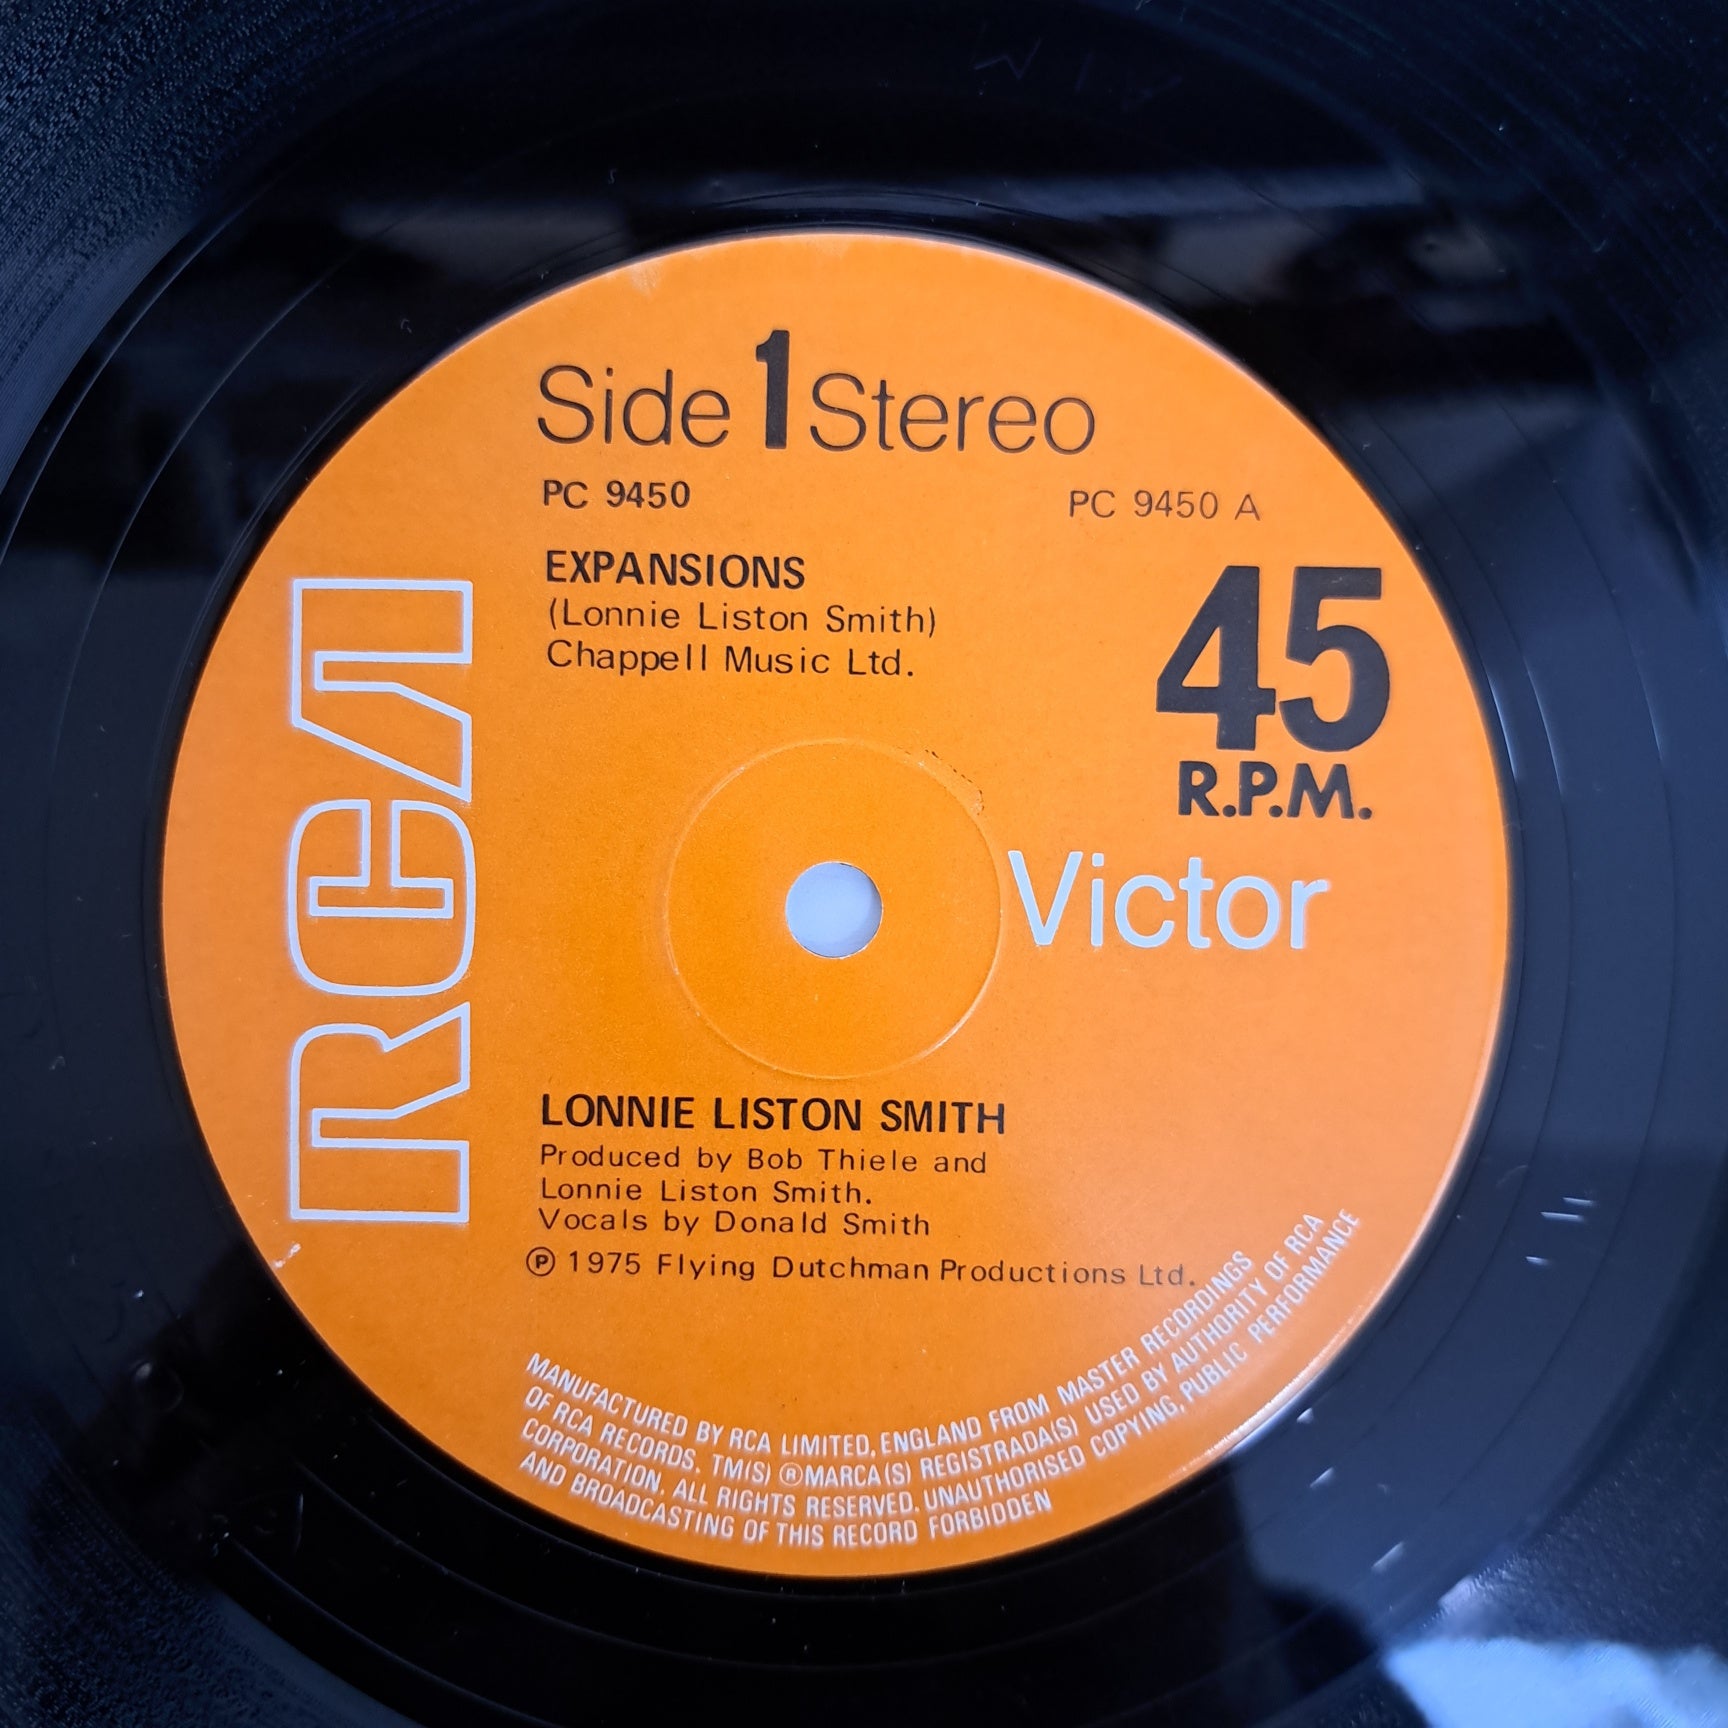 Side 1 Stereo
PC 9450
PC 9450 A
EXPANSIONS
(Lonnie Liston Smith)
Chappell Music Ltd.
45
R.P.M.
RCA
Victor
LONNIE LISTON SMITH
Produced by Bob Thiele and
Lonnie Liston Smith.
Vocals by Donald Smith
℗ 1975 Flying Dutchman Productions Ltd.
MANUFACTURED BY RCA LIMITED, ENGLAND FROM MASTER RECORDINGS
OF RCA RECORDS. TM(S) ® MARCA(S) REGISTRADA(S) USED BY AUTHORITY OF RCA
CORPORATION. ALL RIGHTS RESERVED. UNAUTHORISED COPYING, PUBLIC PERFORMANCE
AND BROADCASTING OF THIS RECORD FORBIDDEN